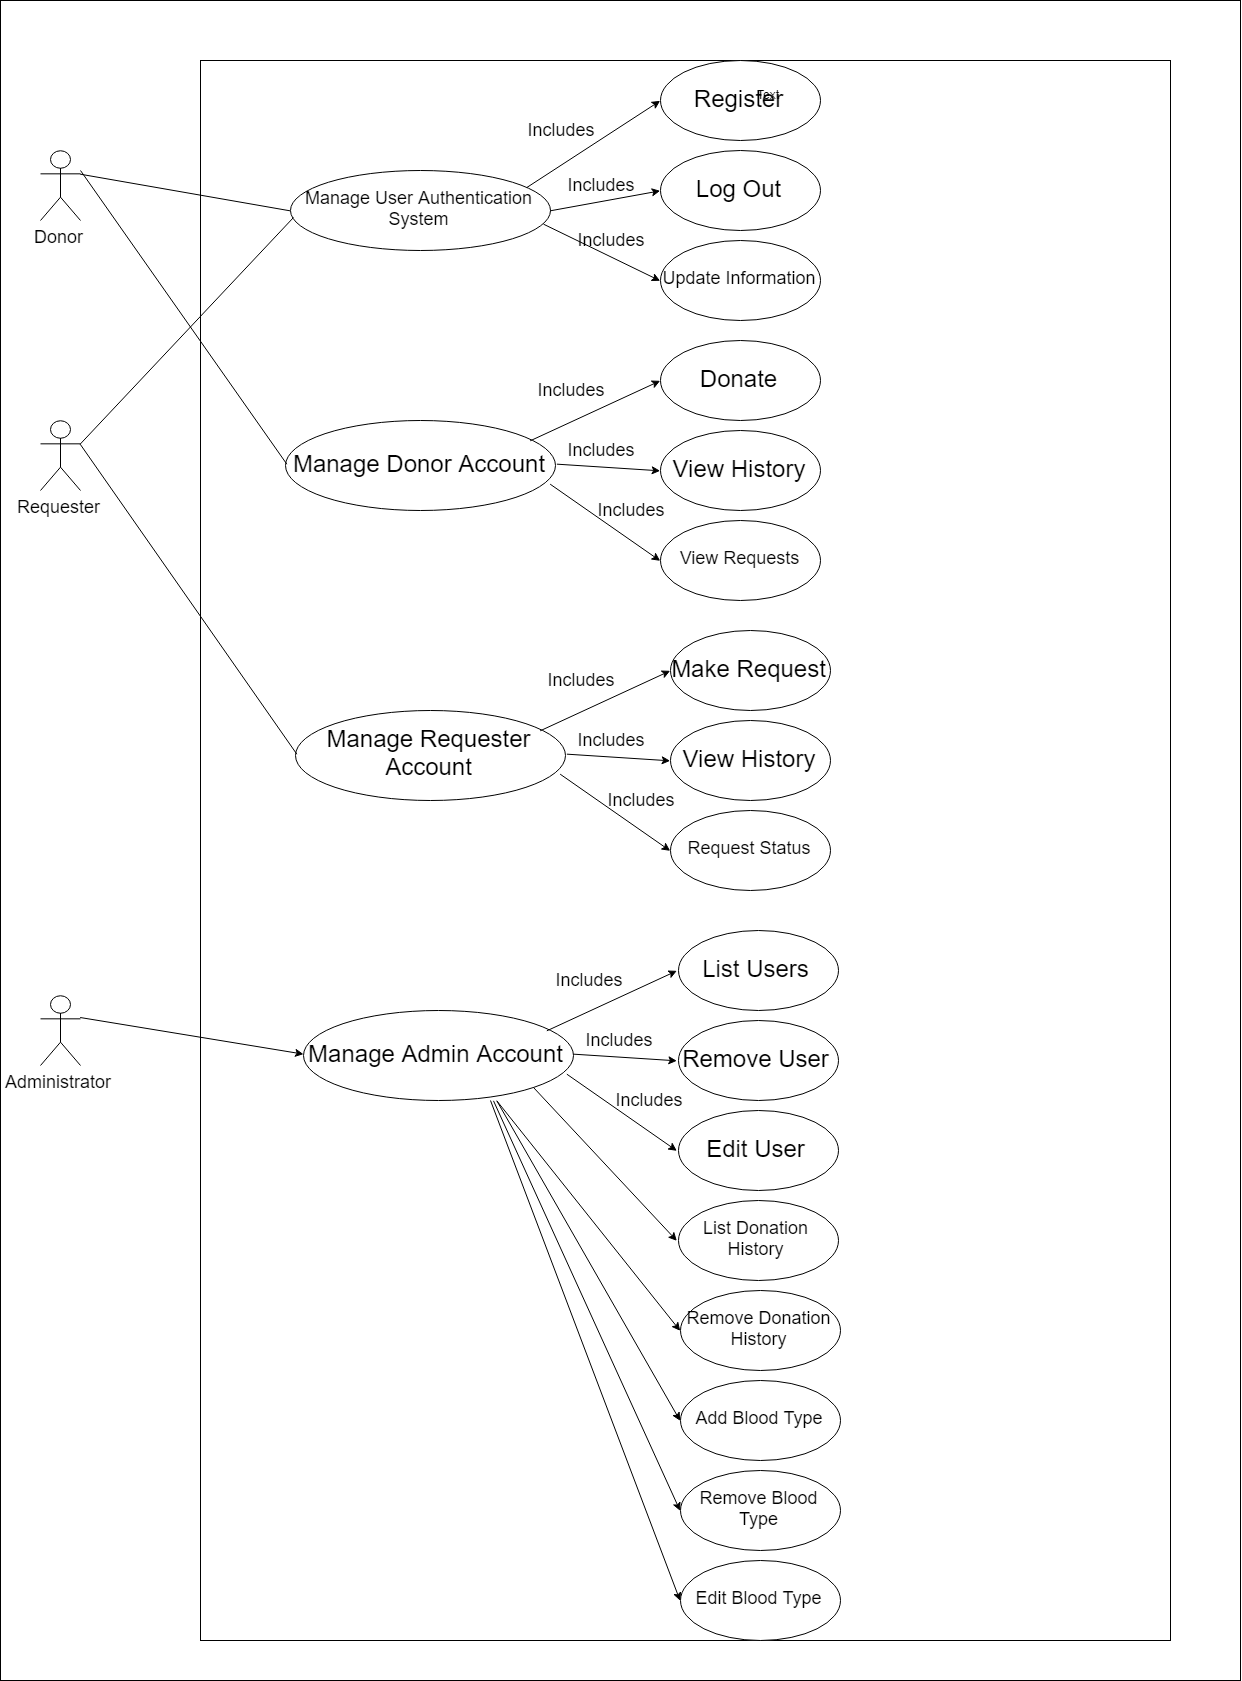 Register
Text
Includes
Log Out
Includes
Manage User Authentication
System
Donor
Includes
Update Information
Includes
Donate
Includes
View History
Manage Donor Account
Requester
Includes
View Requests
Includes
Make Request
Manage Requester
Account
Includes
View History
Includes
Request Status
Includes
List Users
Includes
Manage Admin Account
Remove User
Administrator
Includes
Edit User
List Donation
History
Remove Donation
History
Add Blood Type
Remove Blood
Type
Edit Blood Type